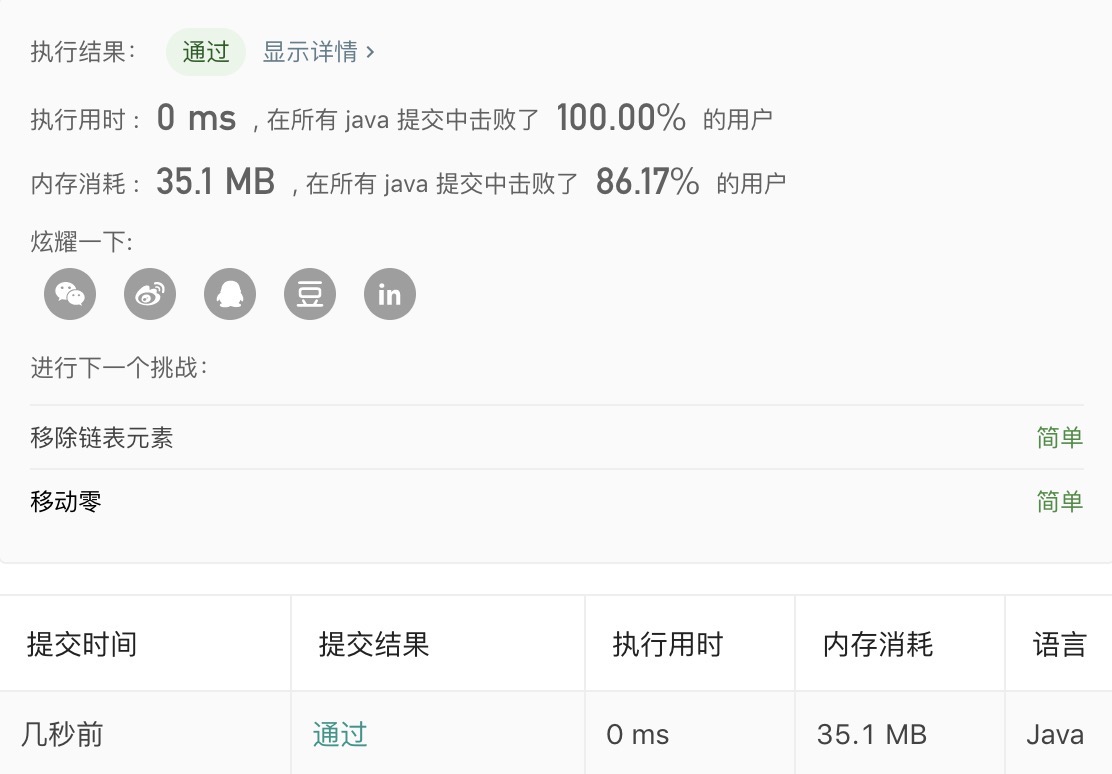 执行结果： 通过 显示详情 ›
执行用时 : 0 ms , 在所有 java 提交中击败了 100.00% 的用户
内存消耗 : 35.1 MB , 在所有 java 提交中击败了 86.17% 的用户
炫耀一下:
豆 in
进行下一个挑战：
移除链表元素 简单
移动零 简单
提交时间 提交结果 执行用时 内存消耗 语言
几秒前 通过 0 ms 35.1 MB Java